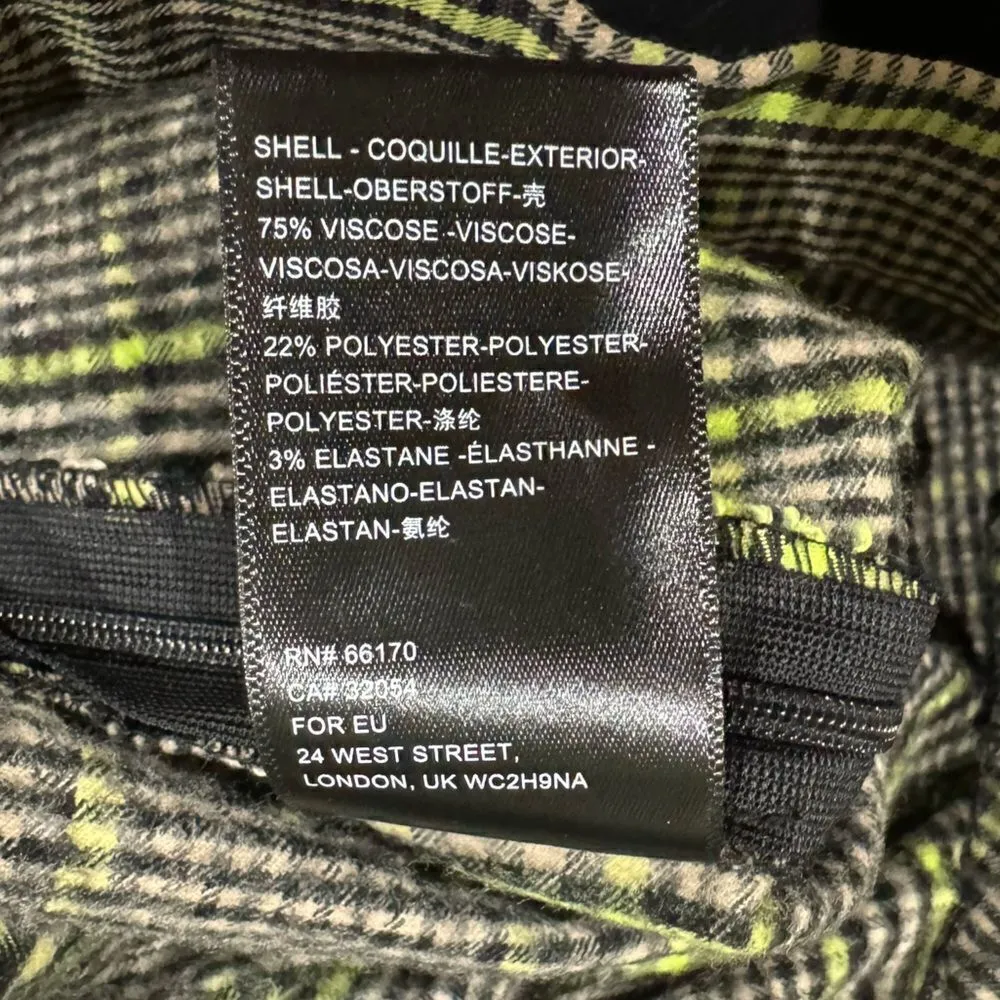 SHELL - COQUILLE-EXTERIOR-
SHELL-OBERSTOFF-壳
75% VISCOSE -VISCOSE-
VISCOSA-VISCOSA-VISKOSE-
纤维胶
22% POLYESTER-POLYESTER-
POLIÉSTER-POLIESTERE-
POLYESTER-涤纶
3% ELASTANE -ÉLASTHANNE -
ELASTANO-ELASTAN-
ELASTAN-氨纶
RN# 66170
CA# 32054
FOR EU
24 WEST STREET,
LONDON, UK WC2H9NA